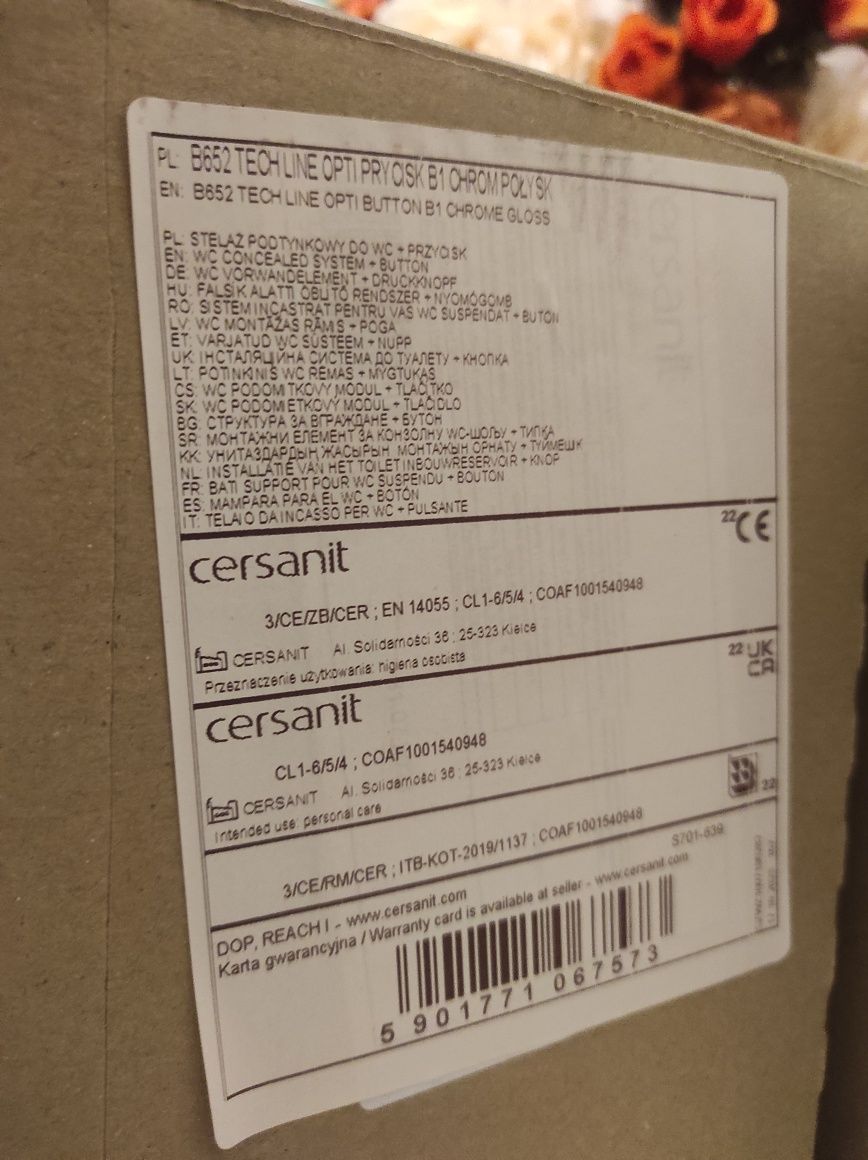 PL: B652 TECH LINE OPTI PRYCISK B1 CHROM POŁYSK
EN: B652 TECH LINE OPTI BUTTON B1 CHROME GLOSS
PL: STELAŻ PODTYNKOWY DO WC + PRZYCISK
EN: WC CONCEALED SYSTEM + BUTTON
DE: WC VORWANDELEMENT + DRUCKKNOPF
HU: FALSÍK ALATTI ÖBLÍTŐ RENDSZER + NYOMÓGOMB
RO: SISTEM INCASTRAT PENTRU VAS WC SUSPENDAT + BUTON
LV: WC MONTĀŽAS RĀMIS + POGA
ET: VARJATUD WC SÜSTEEM + NUPP
UK: ІНСТАЛЯЦІЙНА СИСТЕМА ДО ТУАЛЕТУ + КНОПКА
LT: POTINKINIS WC RĖMAS + MYGTUKAS
CS: WC PODOMÍTKOVÝ MODUL + TLAČÍTKO
SK: WC PODOMIETKOVÝ MODUL + TLAČIDLO
BG: СТРУКТУРА ЗА ВГРАЖДАНЕ + БУТОН
SR: МОНТАЖНИ ЕЛЕМЕНТ ЗА КОНЗОЛНУ WC-ШОЉУ + ТИПКА
KK: УНИТАЗДАРДЫҢ ЖАСЫРЫН МОНТАЖЫН ОРНАТУ + ТҮЙМЕШІК
NL: INSTALLATIE VAN HET TOILET INBOUWRESERVOIR + KNOP
FR: BATI SUPPORT POUR WC SUSPENDU + BOUTON
ES: MAMPARA PARA EL WC + BOTÓN
IT: TELAIO DA INCASSO PER WC + PULSANTE
22 CE
cersanit
3/CE/ZB/CER ; EN 14055 ; CL1-6/5/4 ; COAF1001540948
CERSANIT Al. Solidarności 36 ; 25-323 Kielce
Przeznaczenie użytkowania: higiena osobista
22 UK CA
cersanit
CL1-6/5/4 ; COAF1001540948
CERSANIT Al. Solidarności 36 ; 25-323 Kielce
Intended use: personal care
22
3/CE/RM/CER ; ITB-KOT-2019/1137 ; COAF1001540948
S701-639
DOP, REACH I - www.cersanit.com
Karta gwarancyjna / Warranty card is available at seller - www.cersanit.com
5 901771 067573